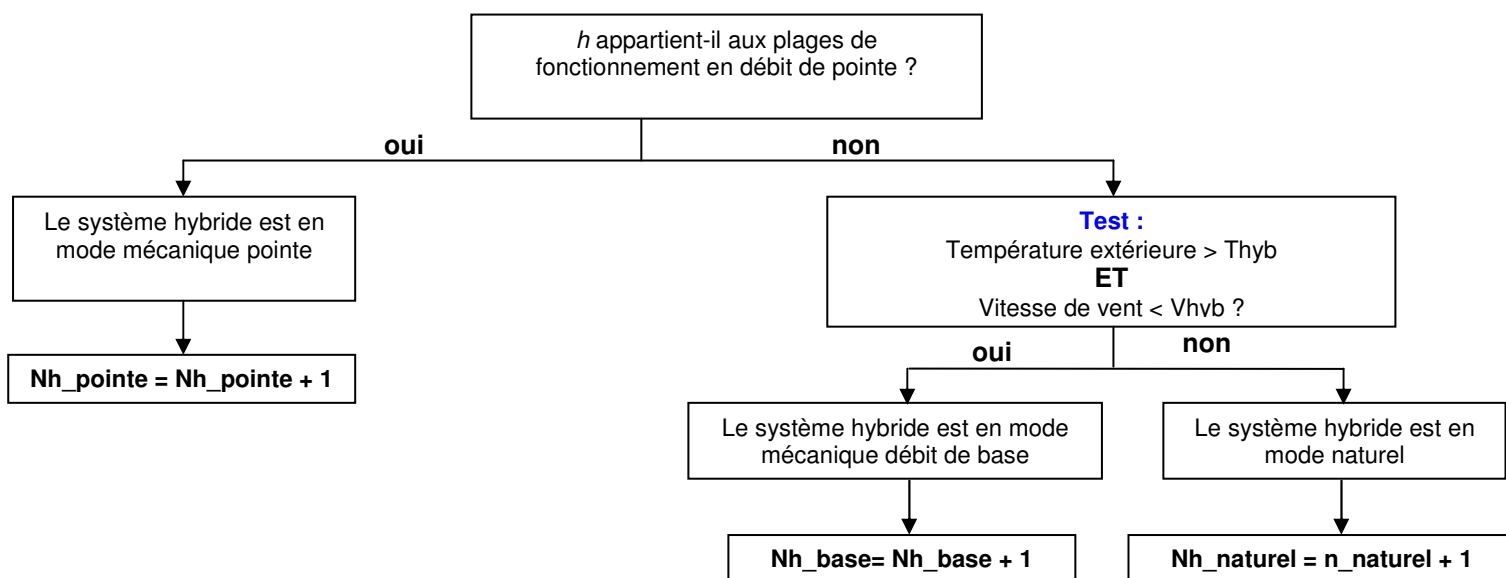 h appartient-il aux plages de
fonctionnement en débit de pointe ?
oui
non
Le système hybride est en
mode mécanique pointe
Test :
Température extérieure > Thyb
ET
Vitesse de vent < Vhyb ?
Nh_pointe = Nh_pointe + 1
oui
non
Le système hybride est en mode
mécanique débit de base
Le système hybride est en
mode naturel
Nh_base= Nh_base + 1
Nh_naturel = n_naturel + 1